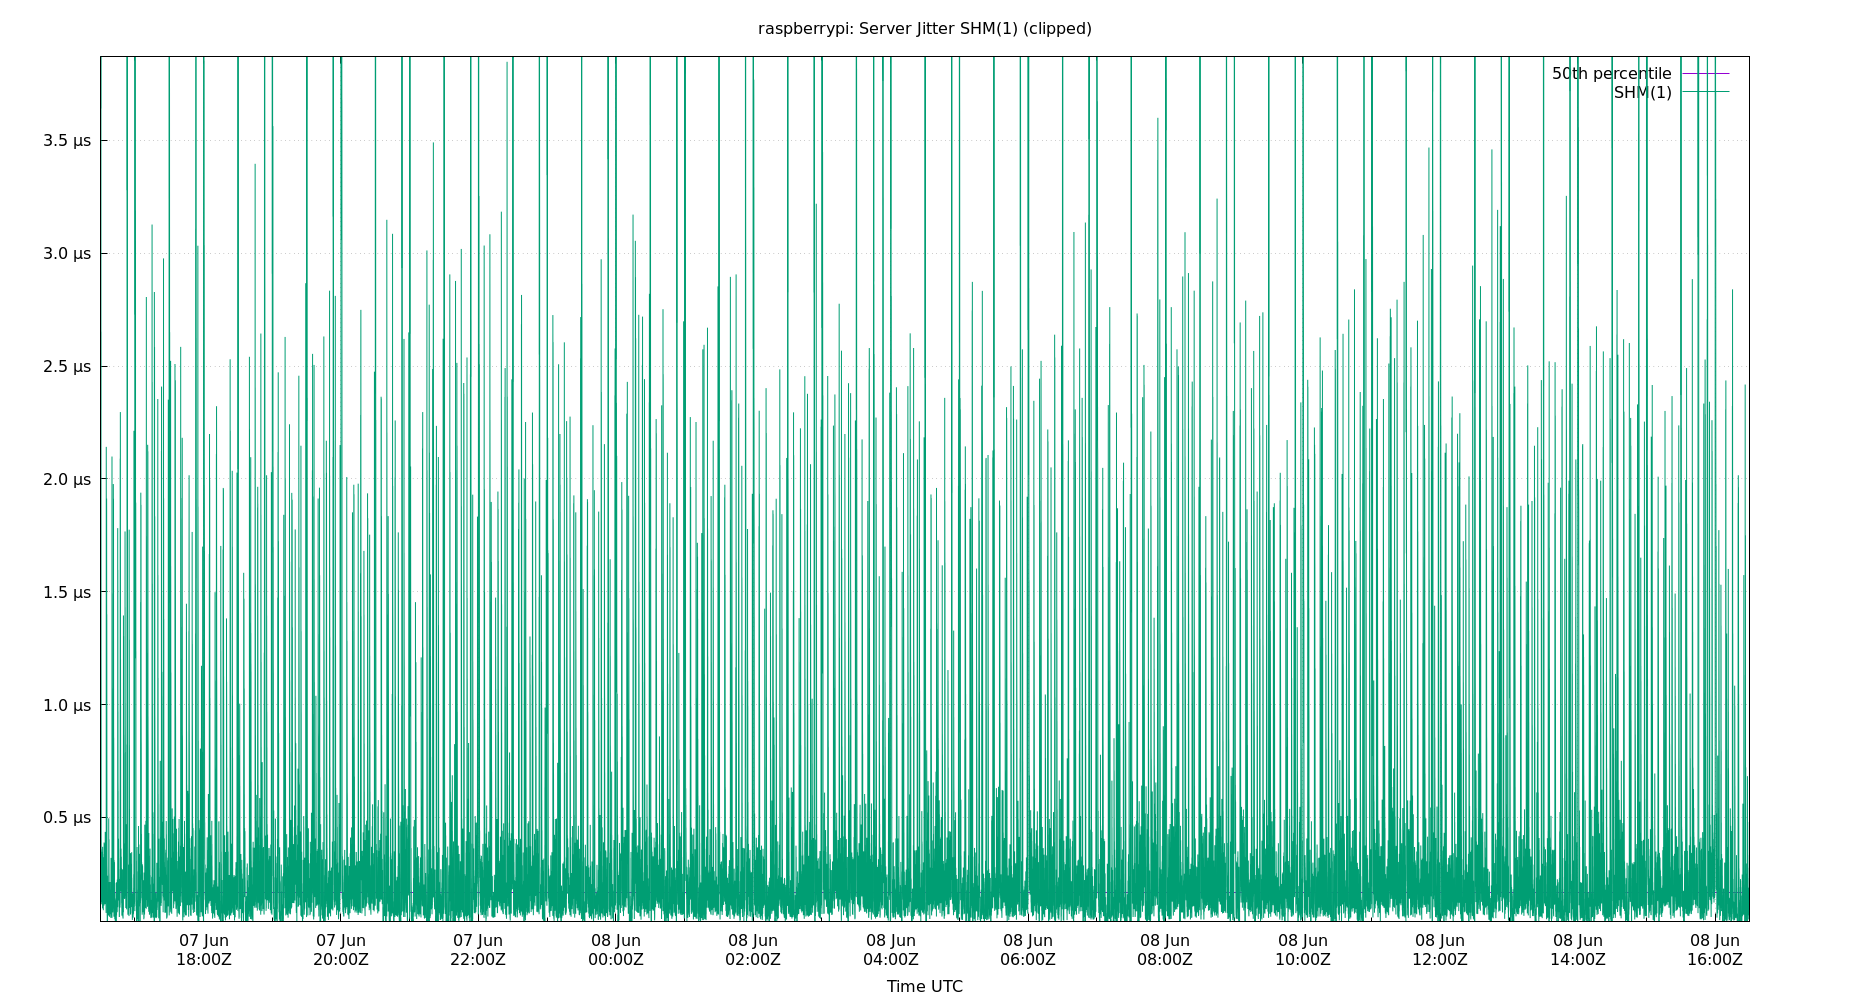 raspberrypi: Server Jitter SHM(1) (clipped)
50th percentile
SHM(1)
3.5 µs
3.0 µs
2.5 µs
2.0 µs
1.5 µs
1.0 µs
0.5 µs
07 Jun 07 Jun 07 Jun 08 Jun 08 Jun 08 Jun 08 Jun 08 Jun 08 Jun 08 Jun 08 Jun 08 Jun
18:00Z 20:00Z 22:00Z 00:00Z 02:00Z 04:00Z 06:00Z 08:00Z 10:00Z 12:00Z 14:00Z 16:00Z
Time UTC